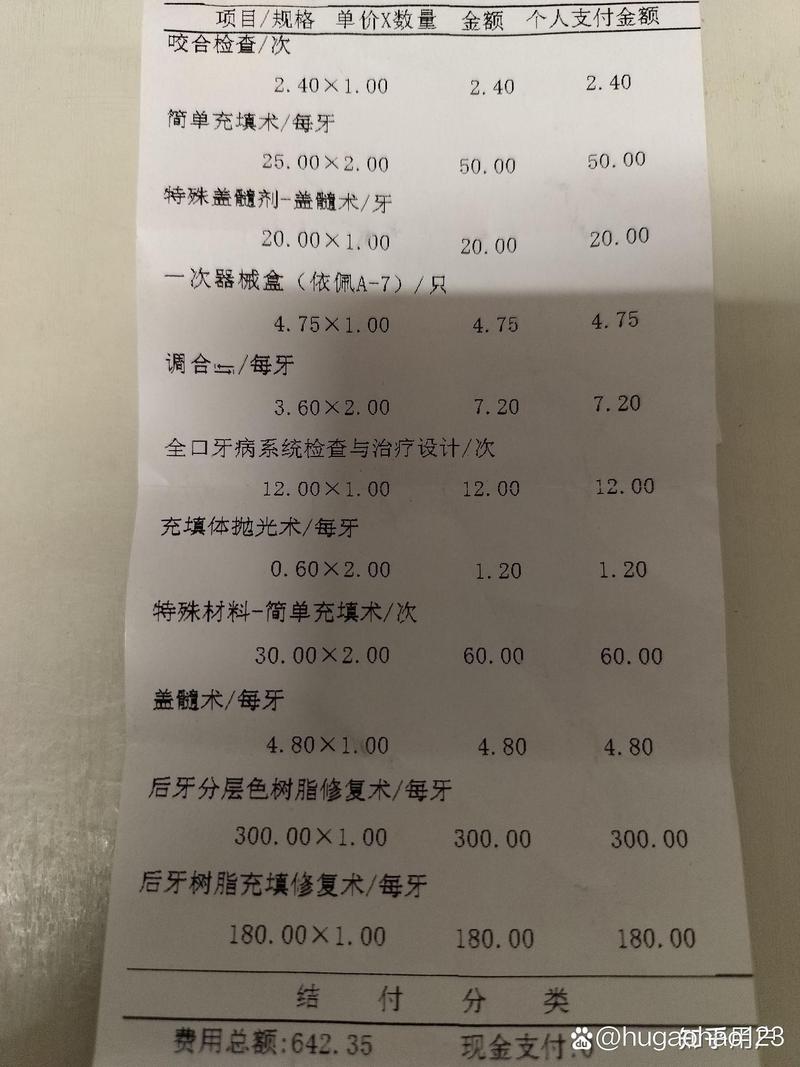 项目/规格 单价X数量 金额 个人支付金额
咬合检查/次
2.40×1.00 2.40 2.40
简单充填术/每牙
25.00×2.00 50.00 50.00
特殊盖髓剂-盖髓术/牙
20.00×1.00 20.00 20.00
一次器械盒(依佩A-7)/只
4.75×1.00 4.75 4.75
调合/每牙
3.60×2.00 7.20 7.20
全口牙病系统检查与治疗设计/次
12.00×1.00 12.00 12.00
充填体抛光术/每牙
0.60×2.00 1.20 1.20
特殊材料-简单充填术/次
30.00×2.00 60.00 60.00
盖髓术/每牙
4.80×1.00 4.80 4.80
后牙分层色树脂修复术/每牙
300.00×1.00 300.00 300.00
后牙树脂充填修复术/每牙
180.00×1.00 180.00 180.00
结 付 分 类
费用总额:642.35 现金支付:0
du @hugaohao123